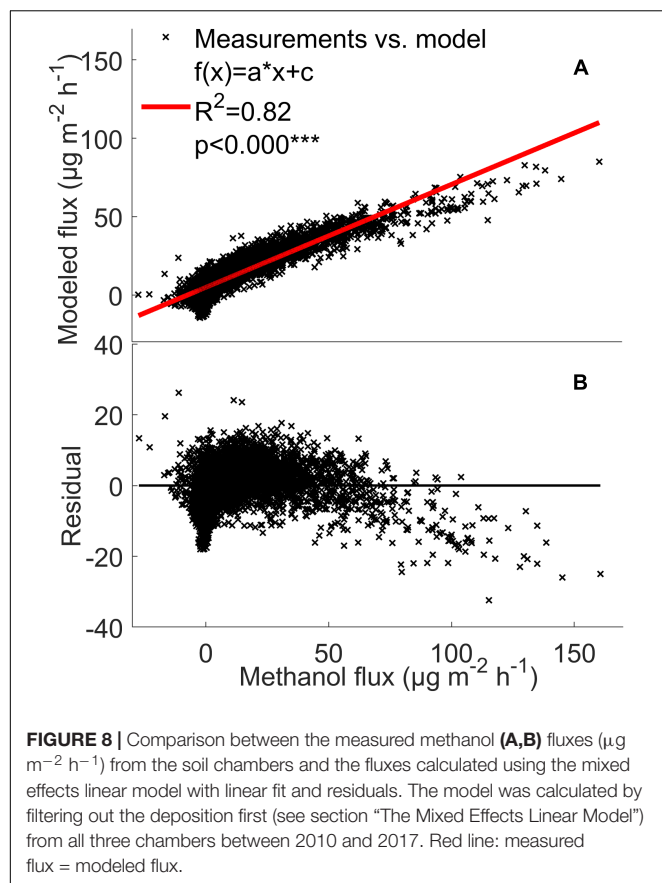 150
× Measurements vs. model
A
f(x)=a*x+c
R²=0.82
p<0.000***
100
50
0
Modeled flux (µg m⁻² h⁻¹)
40
B
20
0
-20
-40
Residual
0 50 100 150
Methanol flux (µg m⁻² h⁻¹)
FIGURE 8 | Comparison between the measured methanol (A,B) fluxes (µg
m⁻² h⁻¹) from the soil chambers and the fluxes calculated using the mixed
effects linear model with linear fit and residuals. The model was calculated by
filtering out the deposition first (see section “The Mixed Effects Linear Model”)
from all three chambers between 2010 and 2017. Red line: measured
flux = modeled flux.